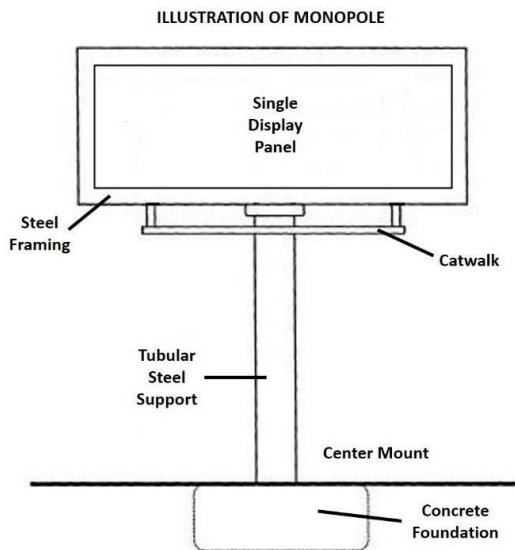 ILLUSTRATION OF MONOPOLE
Single
Display
Panel
Steel
Framing
Catwalk
Tubular
Steel
Support
Center Mount
Concrete
Foundation